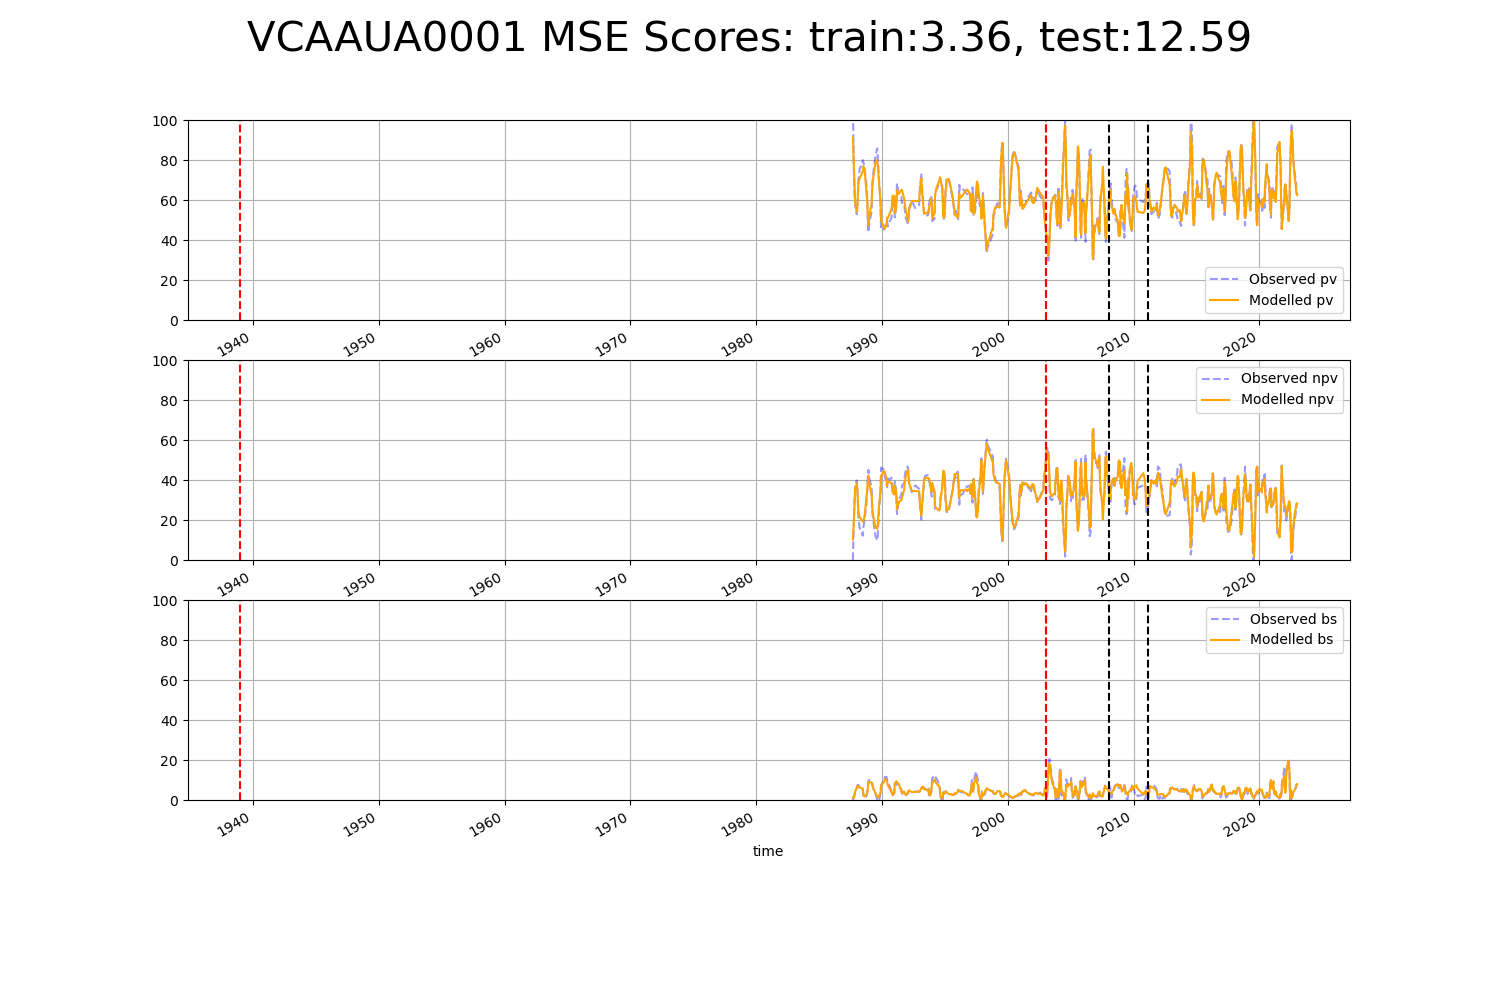 VCAAUA0001 MSE Scores: train:3.36, test:12.59
100
80
60
40
20
0
Observed pv
Modelled pv
1940 1950 1960 1970 1980 1990 2000 2010 2020
100
80
60
40
20
0
Observed npv
Modelled npv
1940 1950 1960 1970 1980 1990 2000 2010 2020
100
80
60
40
20
0
Observed bs
Modelled bs
1940 1950 1960 1970 1980 1990 2000 2010 2020
time